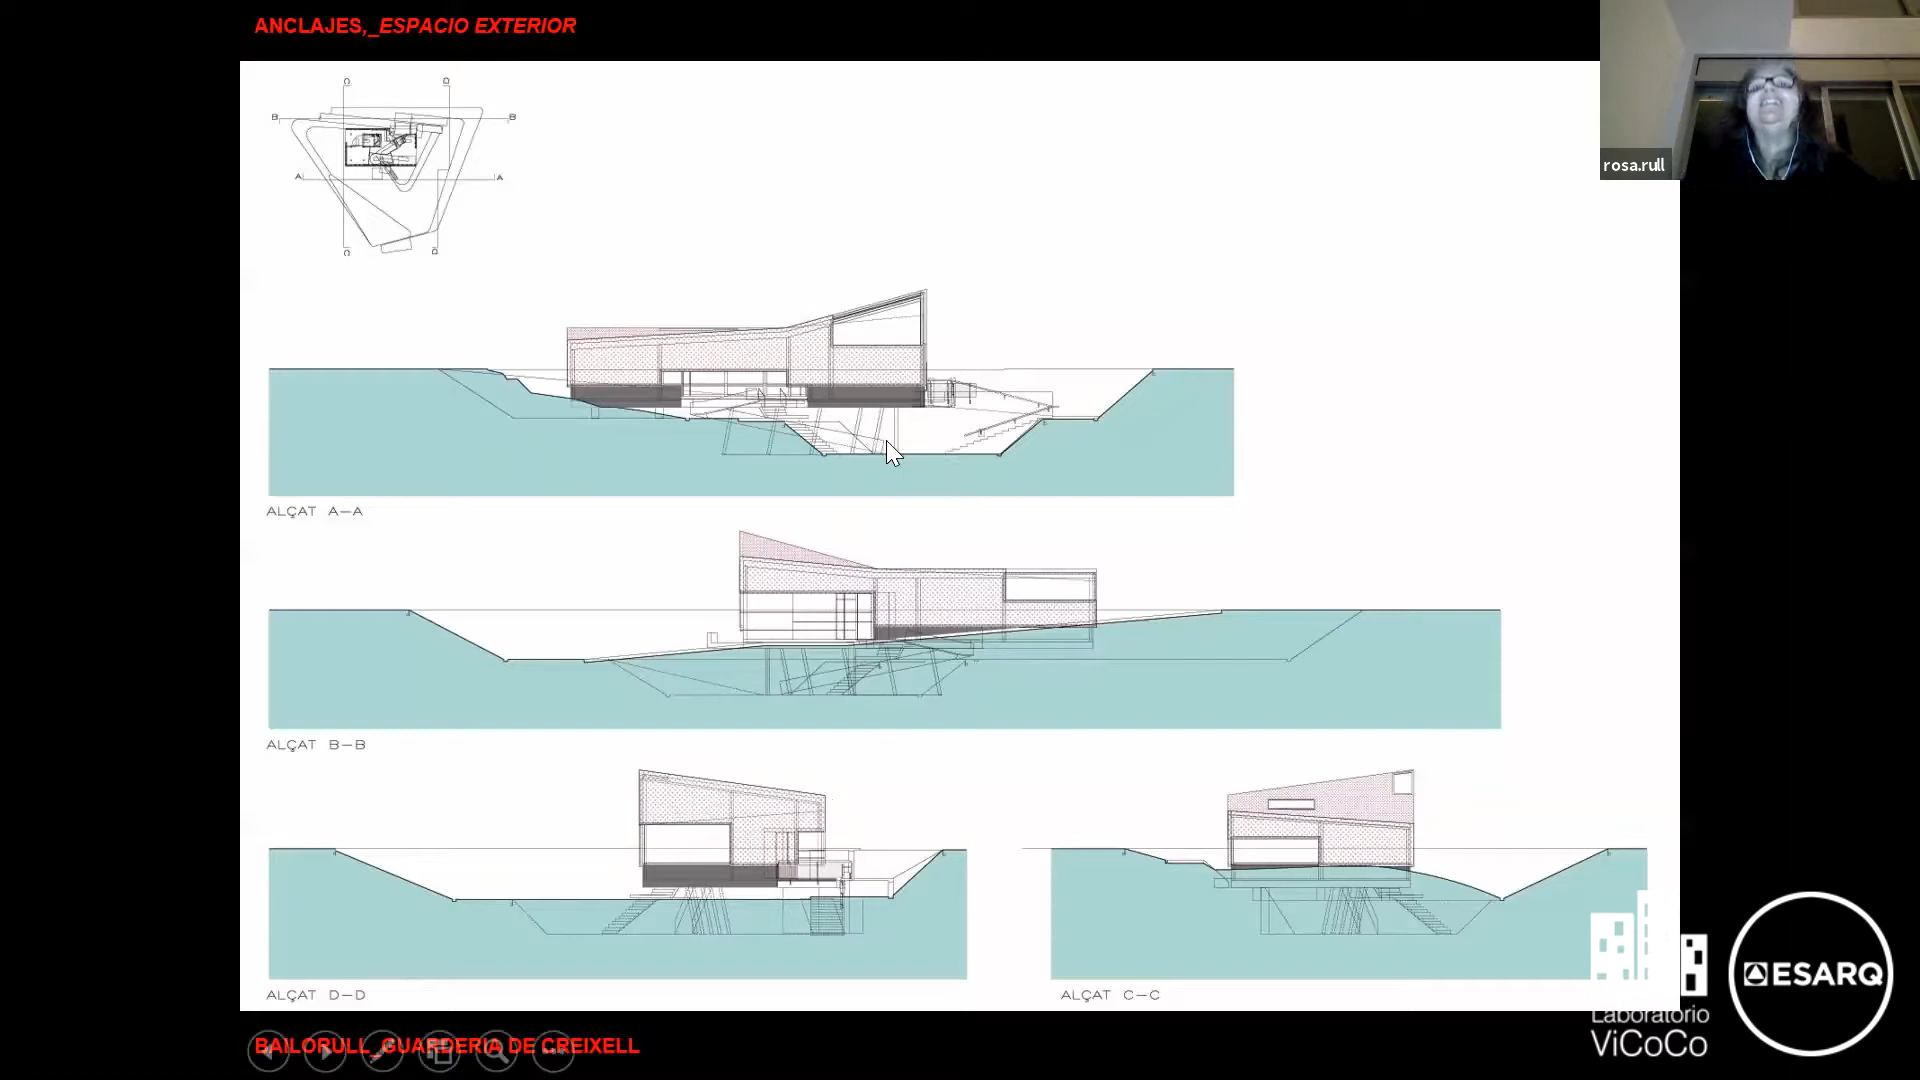 ANCLAJES,_ESPACIO EXTERIOR
rosa.rull
C D
B B
A A
C D
ALÇAT A-A
ALÇAT B-B
ALÇAT D-D
ALÇAT C-C
BAILORULL_GUARDERIA DE CREIXELL
Laboratorio
ViCoCo
ESARQ